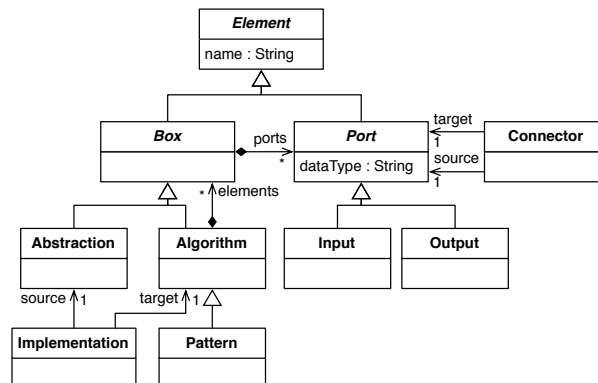 Element
name : String
Box
ports
*
Port
dataType : String
target
1
source
1
Connector
* elements
Abstraction
Algorithm
Input
Output
source 1
target 1
Implementation
Pattern